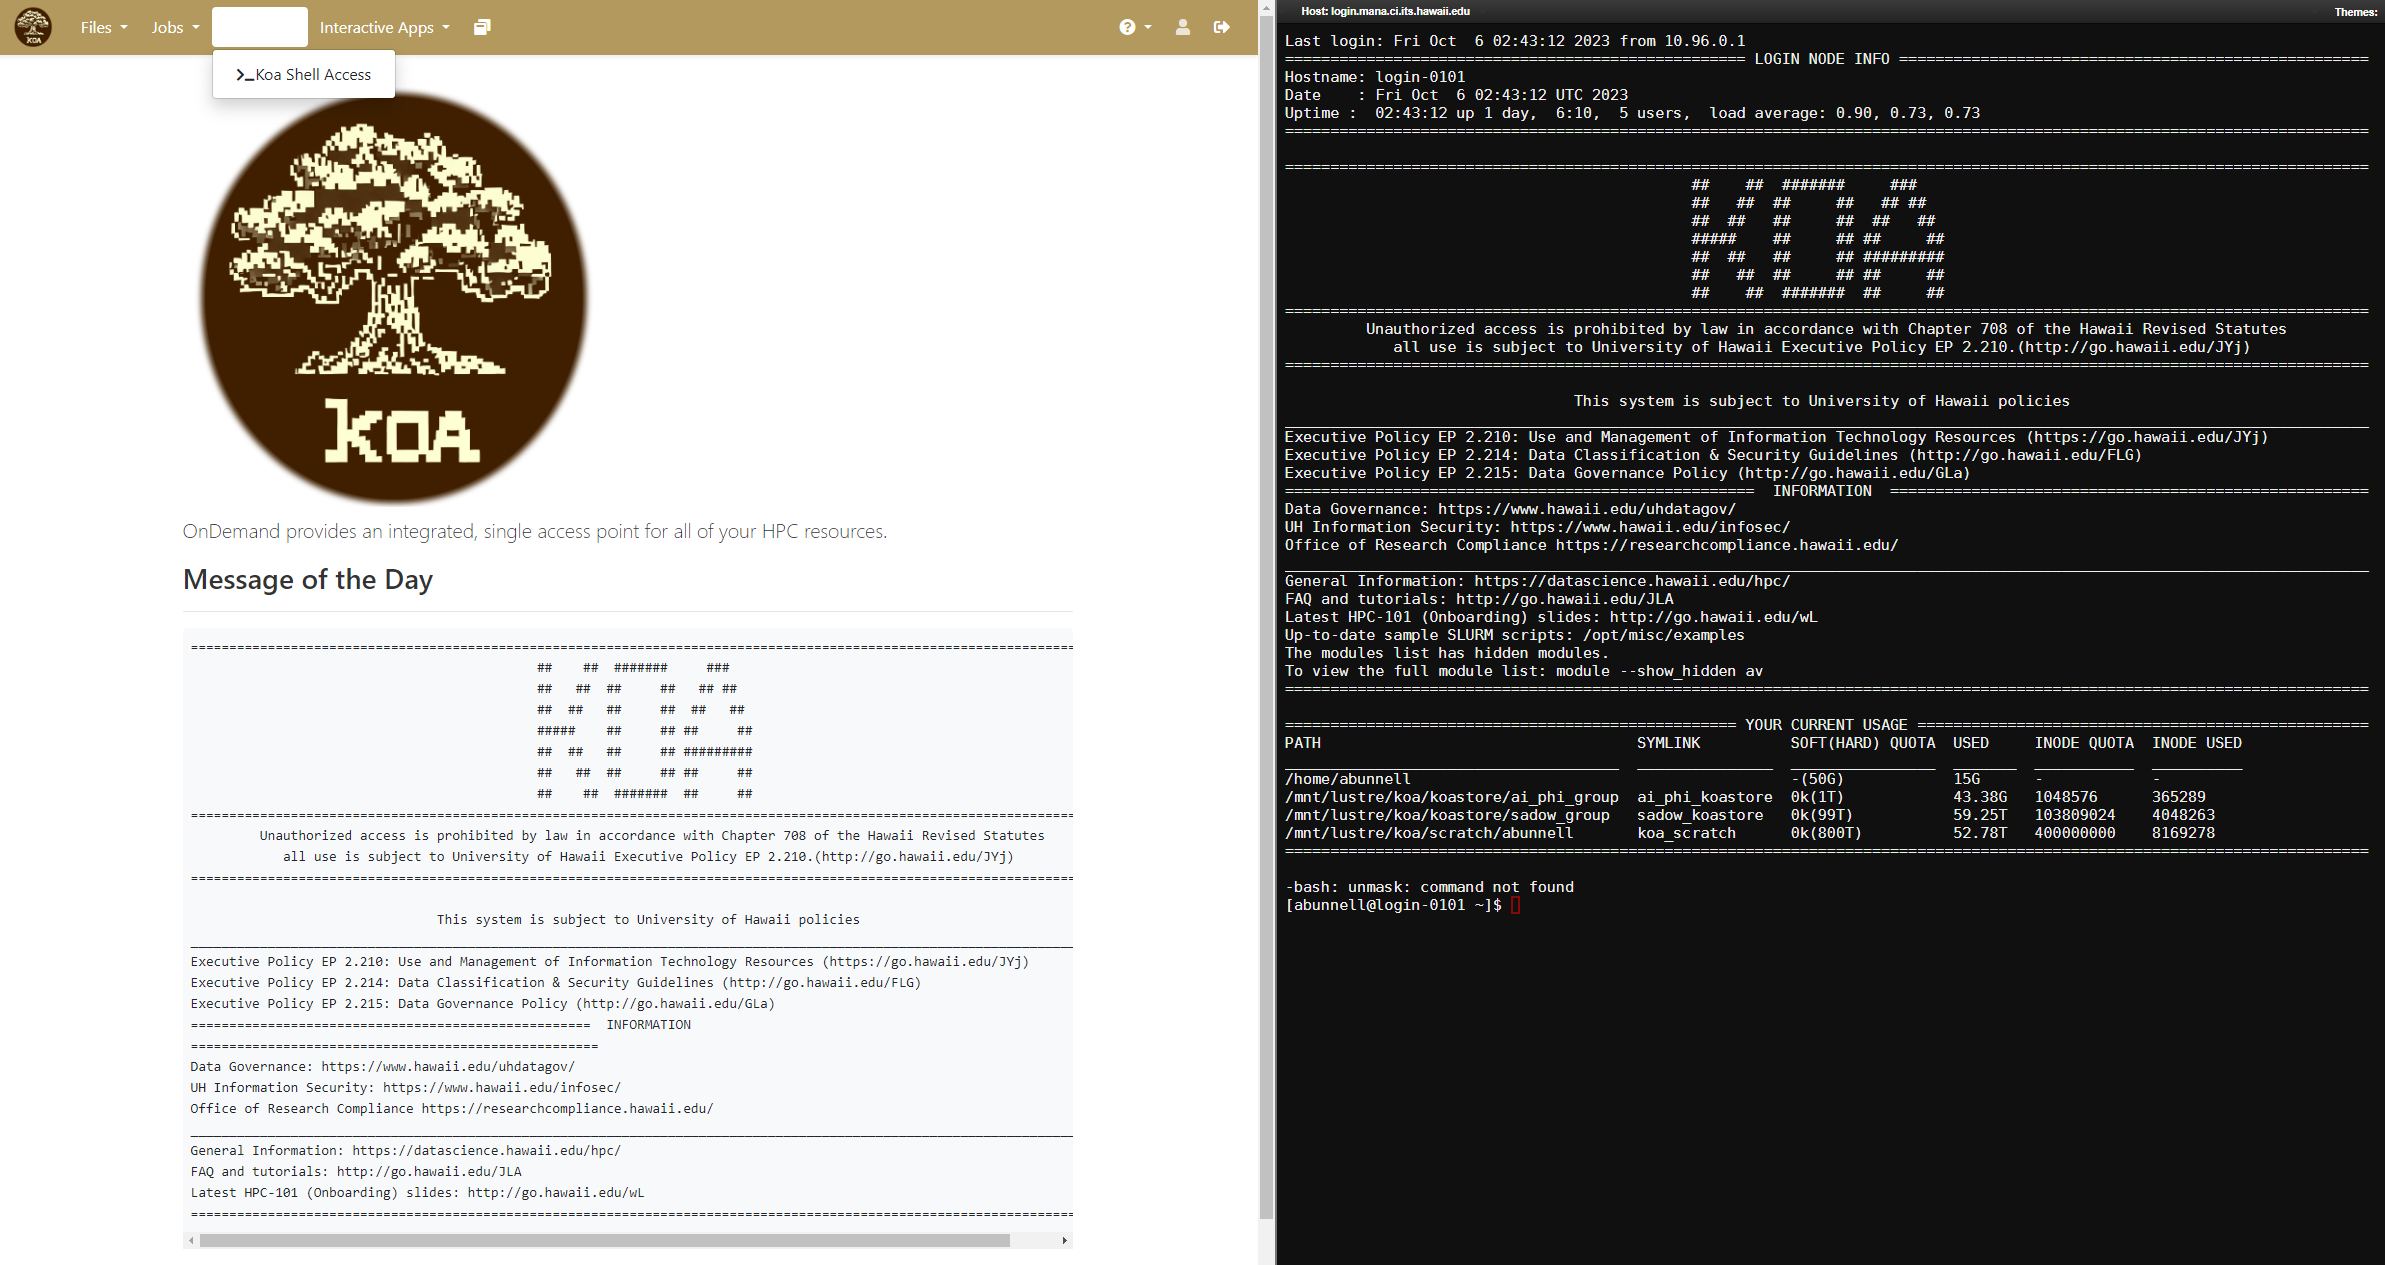 Files Jobs Interactive Apps
>_Koa Shell Access
KOA
OnDemand provides an integrated, single access point for all of your HPC resources.
Message of the Day
KOA
Unauthorized access is prohibited by law in accordance with Chapter 708 of the Hawaii Revised Statutes
all use is subject to University of Hawaii Executive Policy EP 2.210.(http://go.hawaii.edu/JYj)
This system is subject to University of Hawaii policies
Executive Policy EP 2.210: Use and Management of Information Technology Resources (https://go.hawaii.edu/JYj)
Executive Policy EP 2.214: Data Classification & Security Guidelines (http://go.hawaii.edu/FLG)
Executive Policy EP 2.215: Data Governance Policy (http://go.hawaii.edu/GLa)
INFORMATION
Data Governance: https://www.hawaii.edu/uhdatagov/
UH Information Security: https://www.hawaii.edu/infosec/
Office of Research Compliance https://researchcompliance.hawaii.edu/
General Information: https://datascience.hawaii.edu/hpc/
FAQ and tutorials: http://go.hawaii.edu/JLA
Latest HPC-101 (Onboarding) slides: http://go.hawaii.edu/wL
Host: login.mana.ci.its.hawaii.edu Themes:
Last login: Fri Oct  6 02:43:12 2023 from 10.96.0.1
LOGIN NODE INFO
Hostname: login-0101
Date    : Fri Oct  6 02:43:12 UTC 2023
Uptime :  02:43:12 up 1 day,  6:10,  5 users,  load average: 0.90, 0.73, 0.73
KOA
Unauthorized access is prohibited by law in accordance with Chapter 708 of the Hawaii Revised Statutes
all use is subject to University of Hawaii Executive Policy EP 2.210.(http://go.hawaii.edu/JYj)
This system is subject to University of Hawaii policies
Executive Policy EP 2.210: Use and Management of Information Technology Resources (https://go.hawaii.edu/JYj)
Executive Policy EP 2.214: Data Classification & Security Guidelines (http://go.hawaii.edu/FLG)
Executive Policy EP 2.215: Data Governance Policy (http://go.hawaii.edu/GLa)
INFORMATION
Data Governance: https://www.hawaii.edu/uhdatagov/
UH Information Security: https://www.hawaii.edu/infosec/
Office of Research Compliance https://researchcompliance.hawaii.edu/
General Information: https://datascience.hawaii.edu/hpc/
FAQ and tutorials: http://go.hawaii.edu/JLA
Latest HPC-101 (Onboarding) slides: http://go.hawaii.edu/wL
Up-to-date sample SLURM scripts: /opt/misc/examples
The modules list has hidden modules.
To view the full module list: module --show_hidden av
YOUR CURRENT USAGE
PATH SYMLINK SOFT(HARD) QUOTA USED INODE QUOTA INODE USED
/home/abunnell -(50G) 15G - -
/mnt/lustre/koa/koastore/ai_phi_group ai_phi_koastore 0k(1T) 43.38G 1048576 365289
/mnt/lustre/koa/koastore/sadow_group sadow_koastore 0k(99T) 59.25T 103809024 4048263
/mnt/lustre/koa/scratch/abunnell koa_scratch 0k(800T) 52.78T 400000000 8169278
-bash: unmask: command not found
[abunnell@login-0101 ~]$